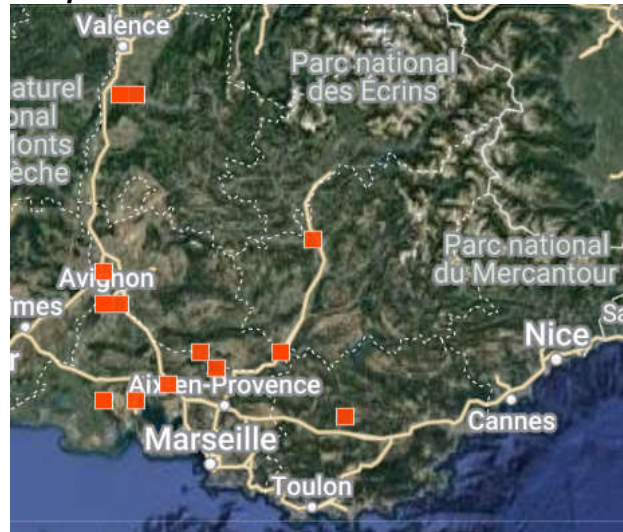 Valence
Parc national
des Écrins
aturel
onal
Monts
èche
Parc national
du Mercantour
Avignon
îmes
Sa
Nice
r
Aix-en-Provence
Cannes
Marseille
Toulon